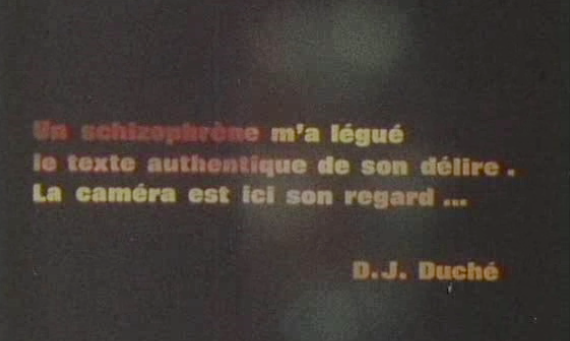 Un schizophrène m'a légué
le texte authentique de son délire.
La caméra est ici son regard...
D.J. Duché